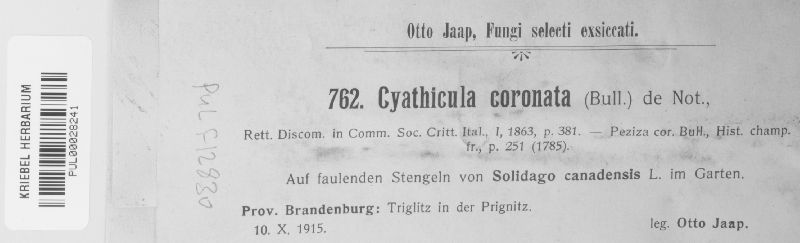 KRIEBEL HERBARIUM
PUL00028241
PUL F12830
Otto Jaap, Fungi selecti exsiccati.
762. Cyathicula coronata (Bull.) de Not.,
Rett. Discom. in Comm. Soc. Critt. Ital., I, 1863, p. 381. — Peziza cor. Bull., Hist. champ.
fr., p. 251 (1785).
Auf faulenden Stengeln von Solidago canadensis L. im Garten.
Prov. Brandenburg: Triglitz in der Prignitz.
10. X. 1915.
leg. Otto Jaap.